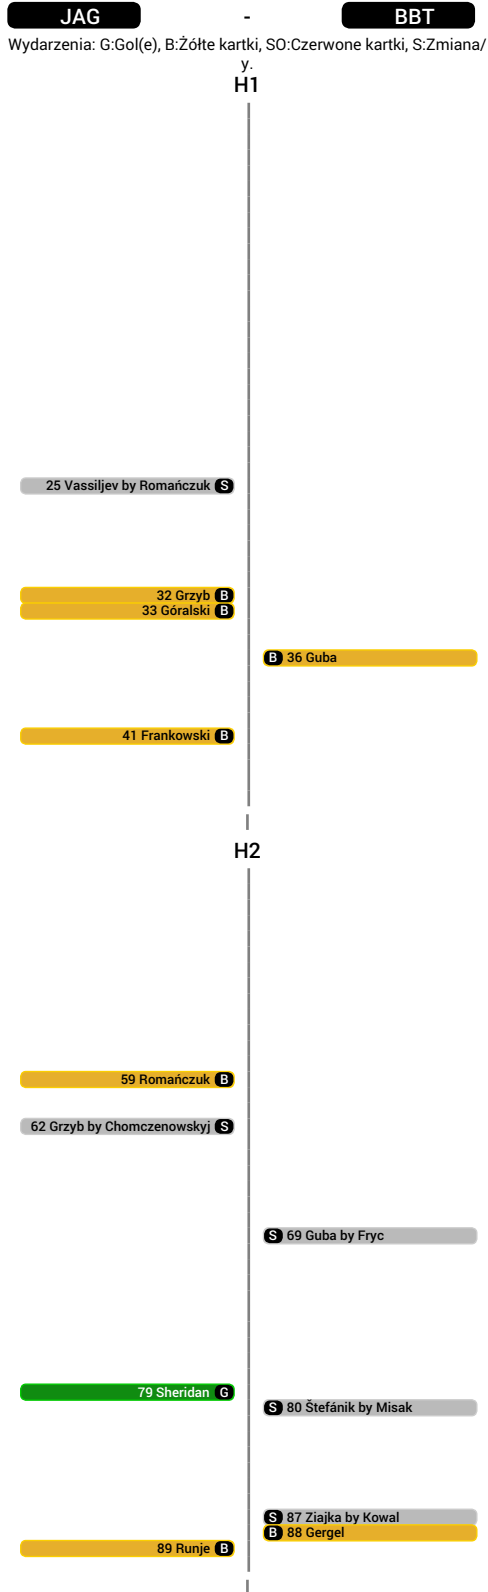 JAG - BBT
Wydarzenia: G:Gol(e), B:Żółte kartki, SO:Czerwone kartki, S:Zmiana/
y.
H1
25 Vassiljev by Romańczuk S
32 Grzyb B
33 Góralski B
B 36 Guba
41 Frankowski B
H2
59 Romańczuk B
62 Grzyb by Chomczenowskyj S
S 69 Guba by Fryc
79 Sheridan G
S 80 Štefánik by Misak
S 87 Ziajka by Kowal
B 88 Gergel
89 Runje B